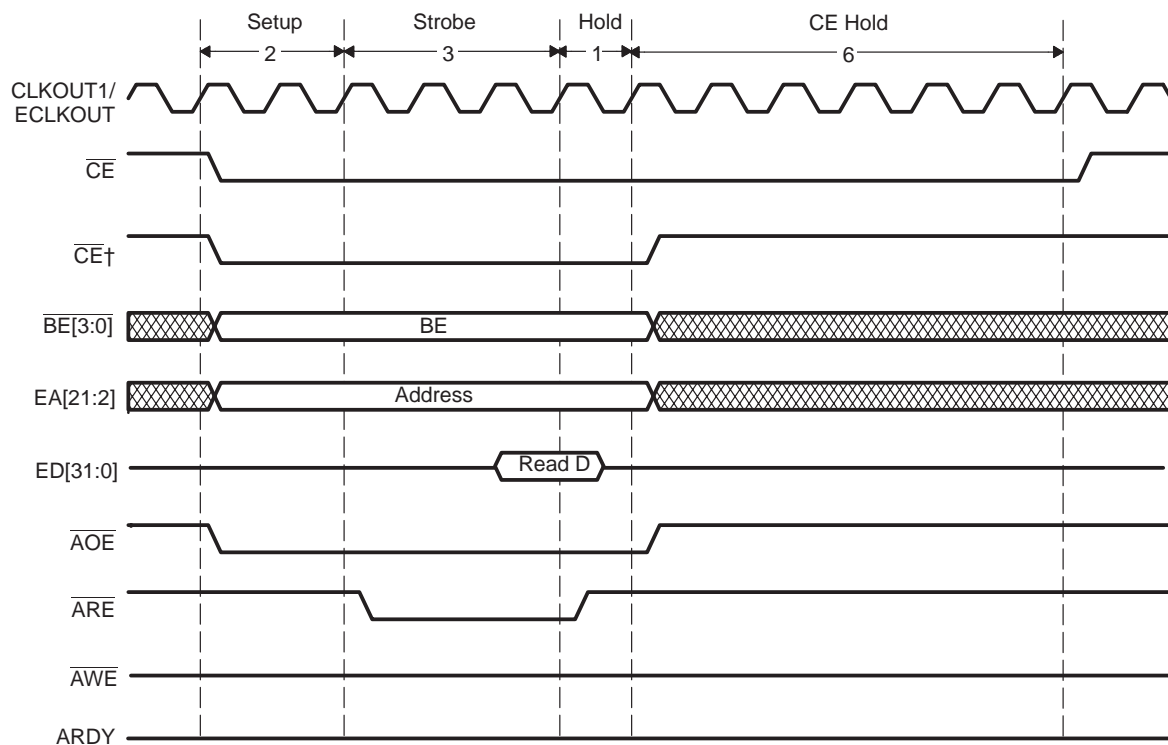 Setup
Strobe
Hold
CE Hold
2
3
1
6
CLKOUT1/
ECLKOUT
CE
CE†
BE[3:0]
BE
EA[21:2]
Address
ED[31:0]
Read D
AOE
ARE
AWE
ARDY